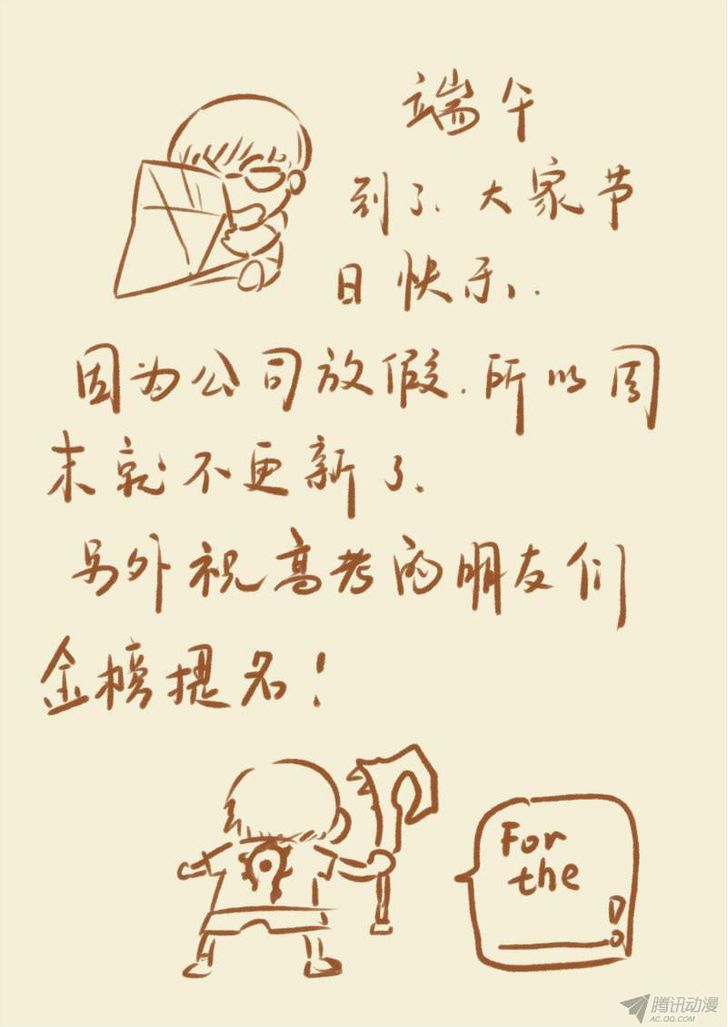 端午
到了、大家节
日快乐、.
因为公司放假.所以周
末就不更新了、
另外祝高考的朋友们
金榜提名!
For
the
Do
腾讯动漫
AC.QQ.COM